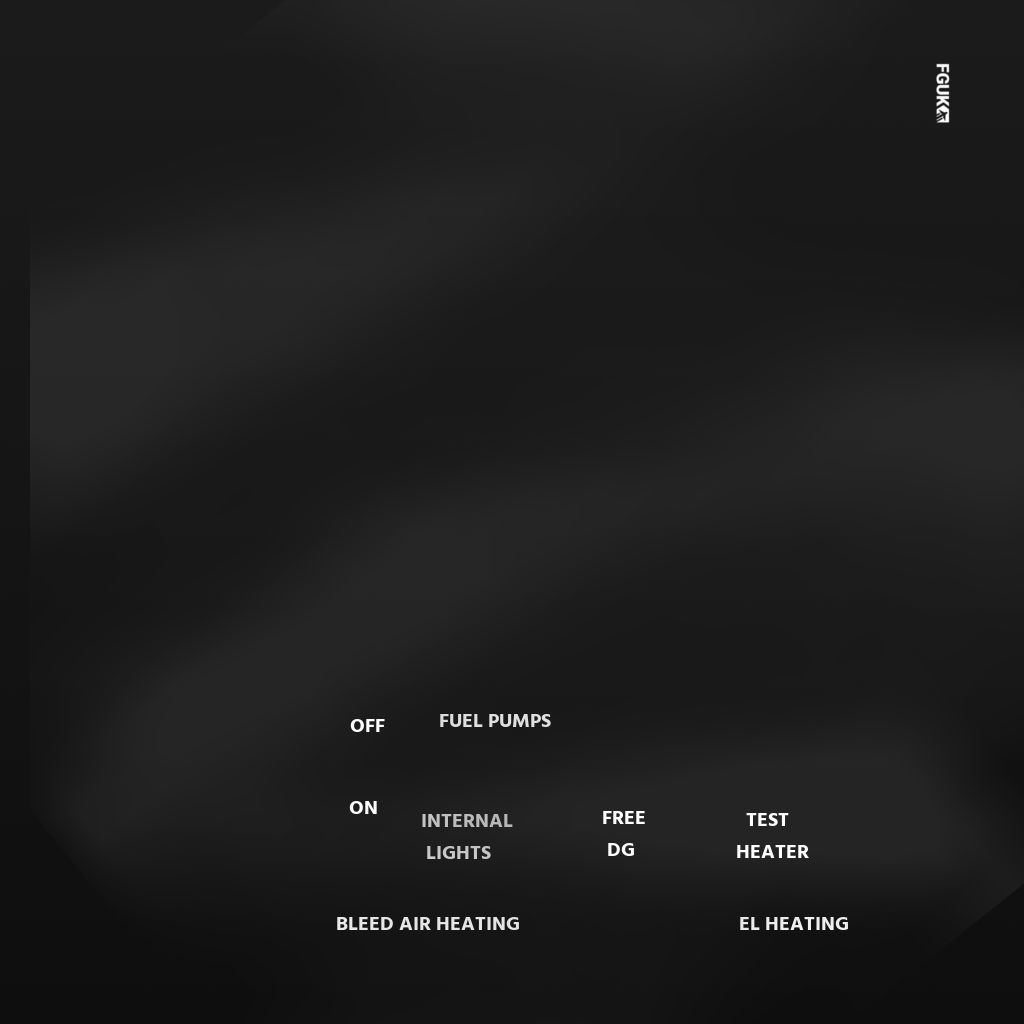 FGUK
OFF
FUEL PUMPS
ON
INTERNAL
LIGHTS
FREE
DG
TEST
HEATER
BLEED AIR HEATING
EL HEATING